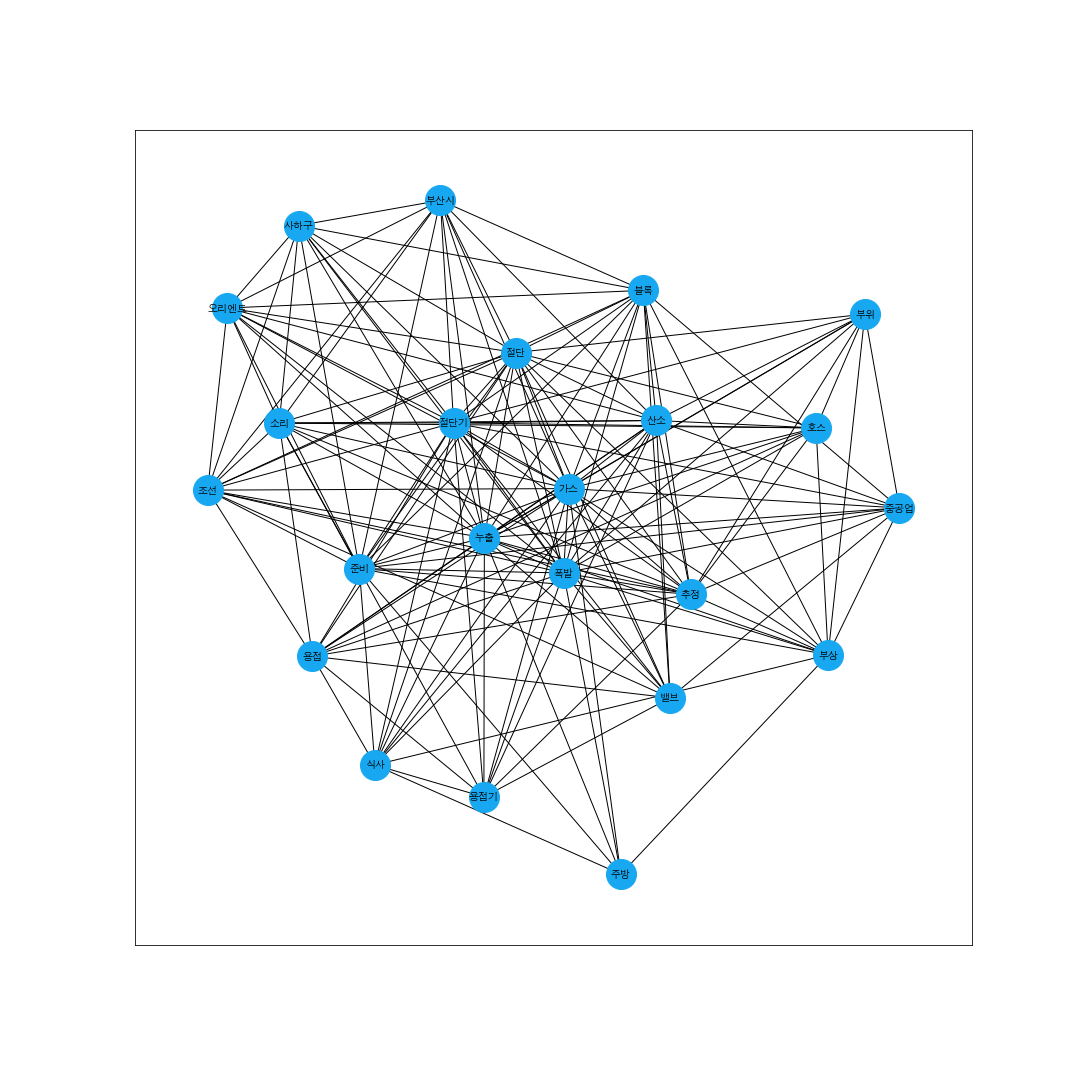 부산시
사하구
블록
오리엔트
부위
절단
산소
소리
절단기
호스
가스
조선
중공업
누출
준비
폭발
추정
부상
용접
밸브
식사
용접기
주방